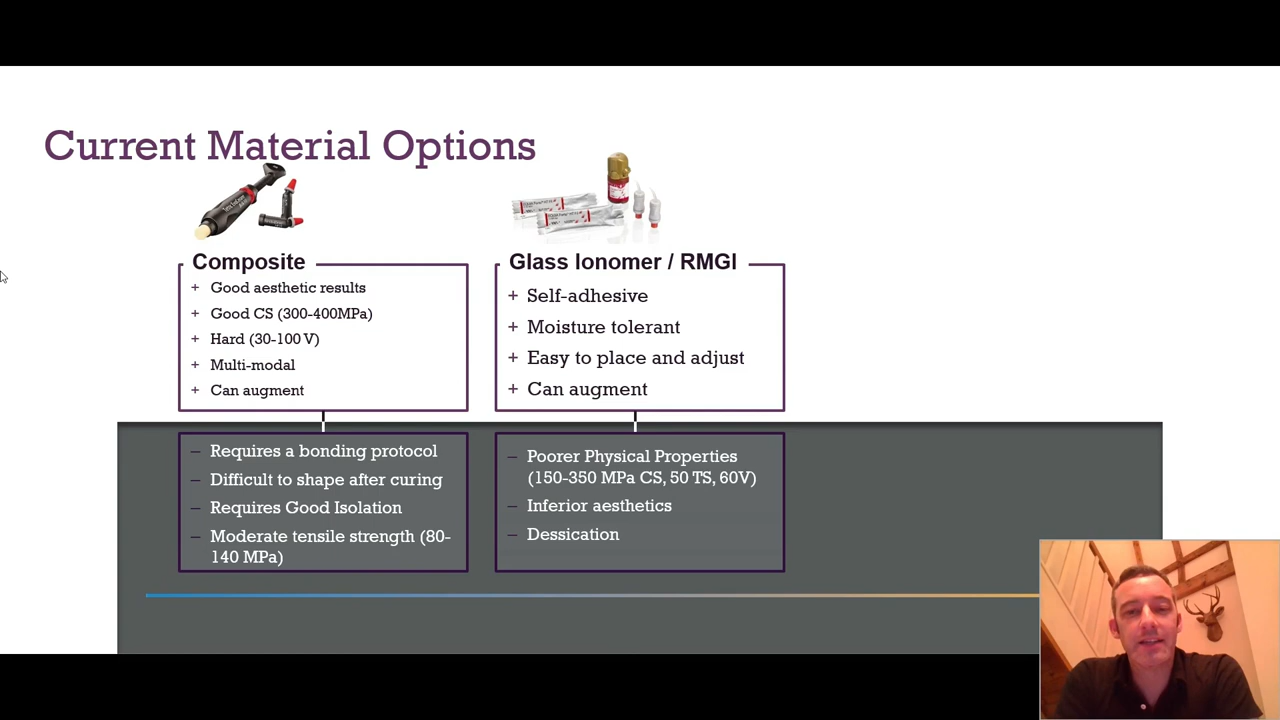 Current Material Options
Composite
+ Good aesthetic results
+ Good CS (300-400MPa)
+ Hard (30-100 V)
+ Multi-modal
+ Can augment
– Requires a bonding protocol
– Difficult to shape after curing
– Requires Good Isolation
– Moderate tensile strength (80-
140 MPa)
Glass Ionomer / RMGI
+ Self-adhesive
+ Moisture tolerant
+ Easy to place and adjust
+ Can augment
– Poorer Physical Properties
(150-350 MPa CS, 50 TS, 60V)
– Inferior aesthetics
– Dessication